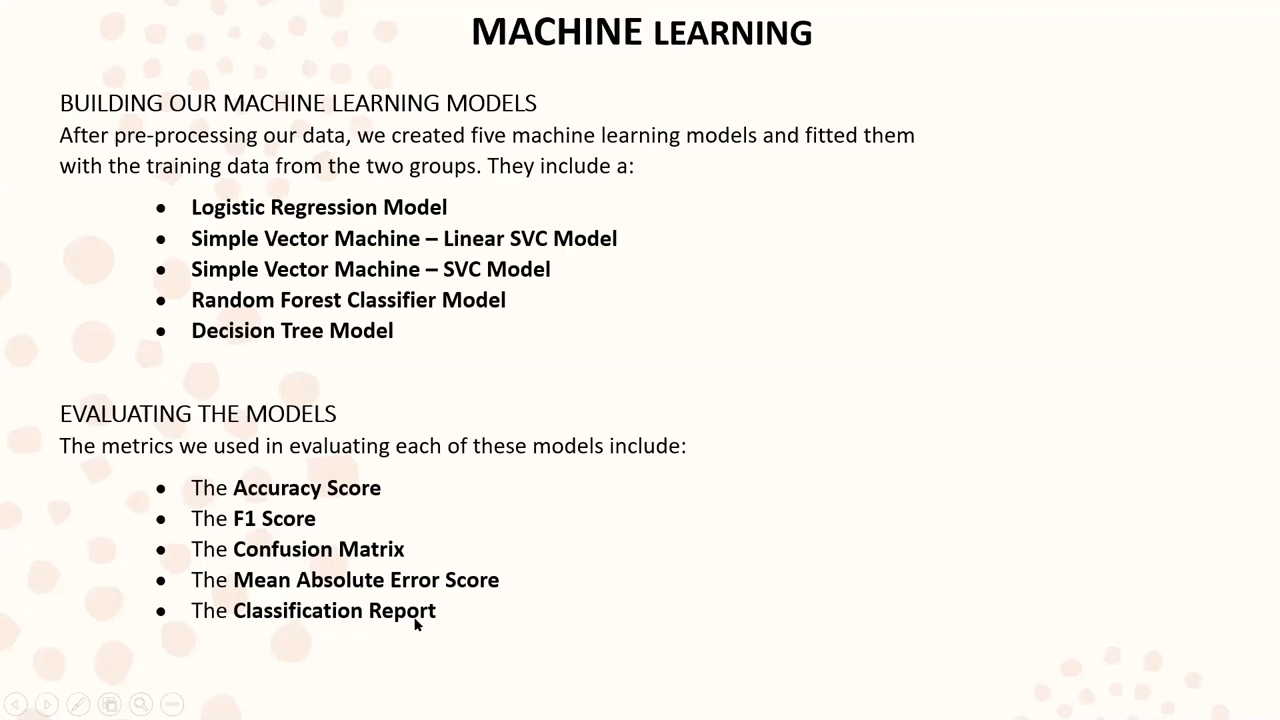 MACHINE LEARNING
BUILDING OUR MACHINE LEARNING MODELS
After pre-processing our data, we created five machine learning models and fitted them
with the training data from the two groups. They include a:
• Logistic Regression Model
• Simple Vector Machine – Linear SVC Model
• Simple Vector Machine – SVC Model
• Random Forest Classifier Model
• Decision Tree Model
EVALUATING THE MODELS
The metrics we used in evaluating each of these models include:
• The Accuracy Score
• The F1 Score
• The Confusion Matrix
• The Mean Absolute Error Score
• The Classification Report